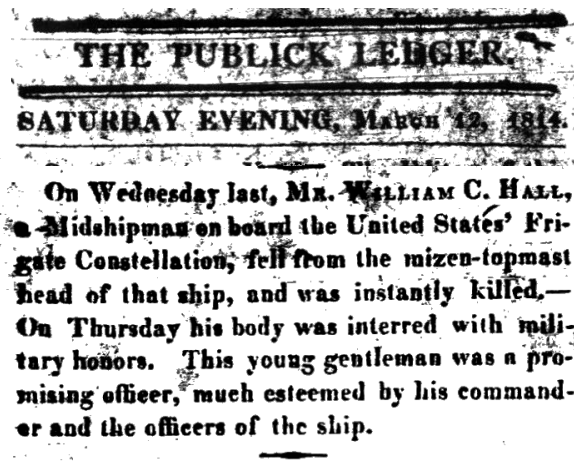 THE PUBLICK LEDGER.
SATURDAY EVENING, MARCH 12, 1814.
On Wednesday last, MR. WILLIAM C. HALL,
a Midshipman on board the United States' Fri-
gate Constellation, fell from the mizen-topmast
head of that ship, and was instantly killed.—
On Thursday his body was interred with mili-
tary honors. This young gentleman was a pro-
mising officer, much esteemed by his command-
er and the officers of the ship.